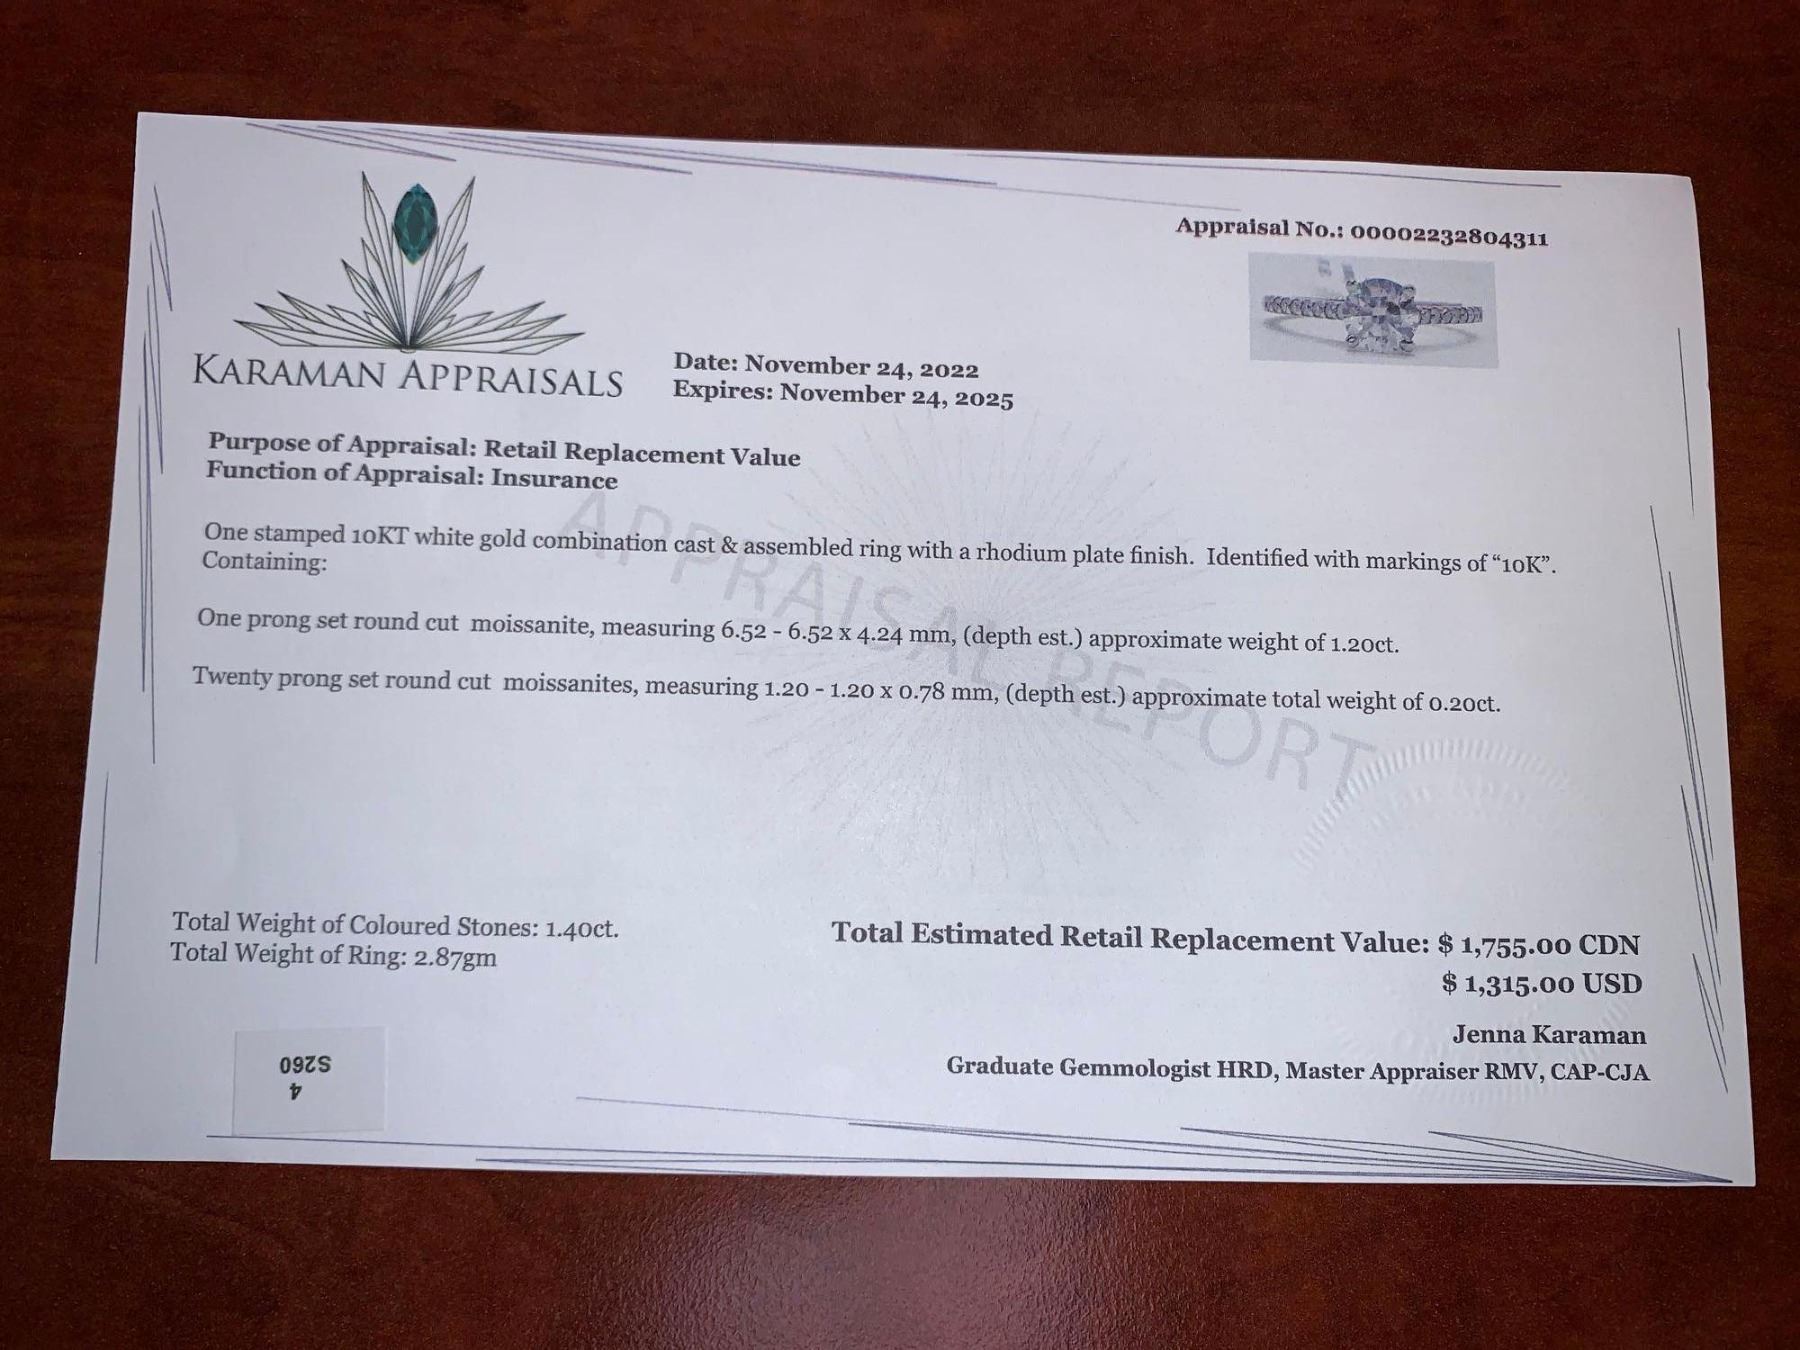 Appraisal No.: 00002232804311
KARAMAN APPRAISALS
Date: November 24, 2022
Expires: November 24, 2025
Purpose of Appraisal: Retail Replacement Value
Function of Appraisal: Insurance
One stamped 10KT white gold combination cast & assembled ring with a rhodium plate finish. Identified with markings of “10K”.
Containing:
One prong set round cut moissanite, measuring 6.52 - 6.52 x 4.24 mm, (depth est.) approximate weight of 1.20ct.
Twenty prong set round cut moissanites, measuring 1.20 - 1.20 x 0.78 mm, (depth est.) approximate total weight of 0.20ct.
APPRAISAL REPORT
Total Weight of Coloured Stones: 1.40ct.
Total Weight of Ring: 2.87gm
Total Estimated Retail Replacement Value: $ 1,755.00 CDN
$ 1,315.00 USD
Jenna Karaman
Graduate Gemmologist HRD, Master Appraiser RMV, CAP-CJA
4
S260